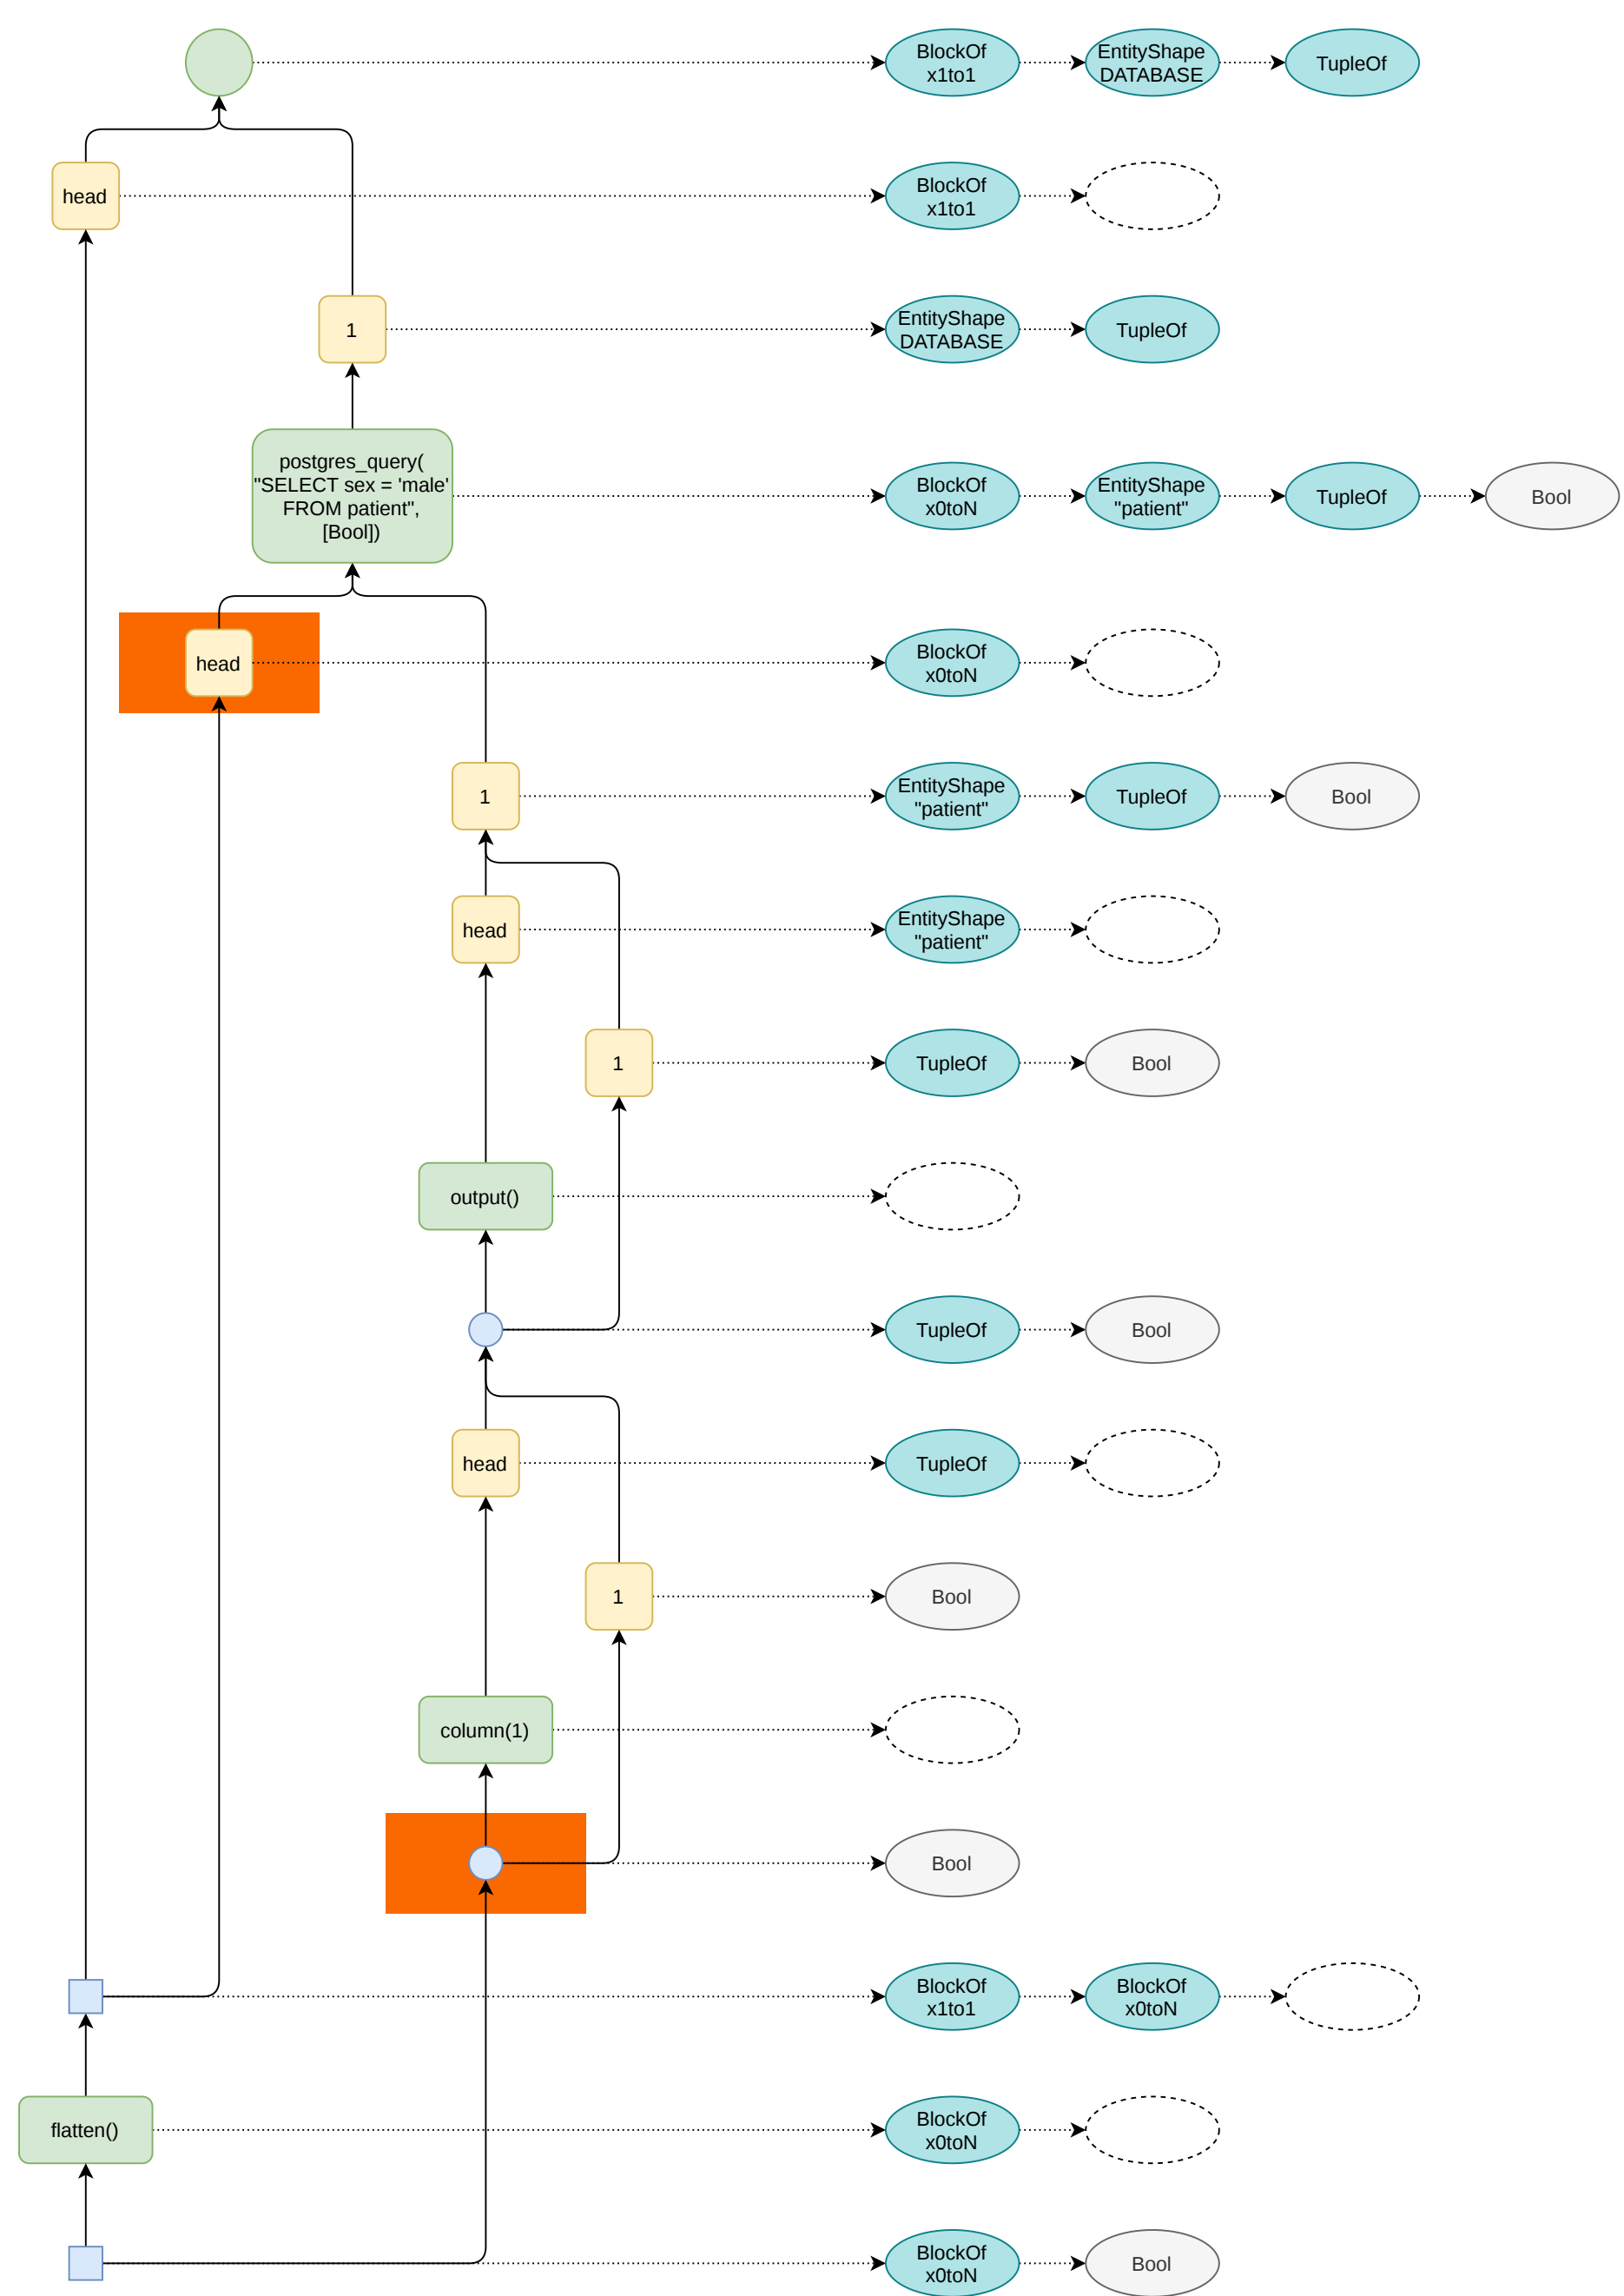 BlockOf
x1to1
EntityShape
DATABASE
TupleOf
head
BlockOf
x1to1
1
EntityShape
DATABASE
TupleOf
postgres_query(
"SELECT sex = 'male'
FROM patient",
[Bool])
BlockOf
x0toN
EntityShape
"patient"
TupleOf
Bool
head
BlockOf
x0toN
1
EntityShape
"patient"
TupleOf
Bool
head
EntityShape
"patient"
1
TupleOf
Bool
output()
TupleOf
Bool
head
TupleOf
1
Bool
column(1)
Bool
BlockOf
x1to1
BlockOf
x0toN
flatten()
BlockOf
x0toN
BlockOf
x0toN
Bool